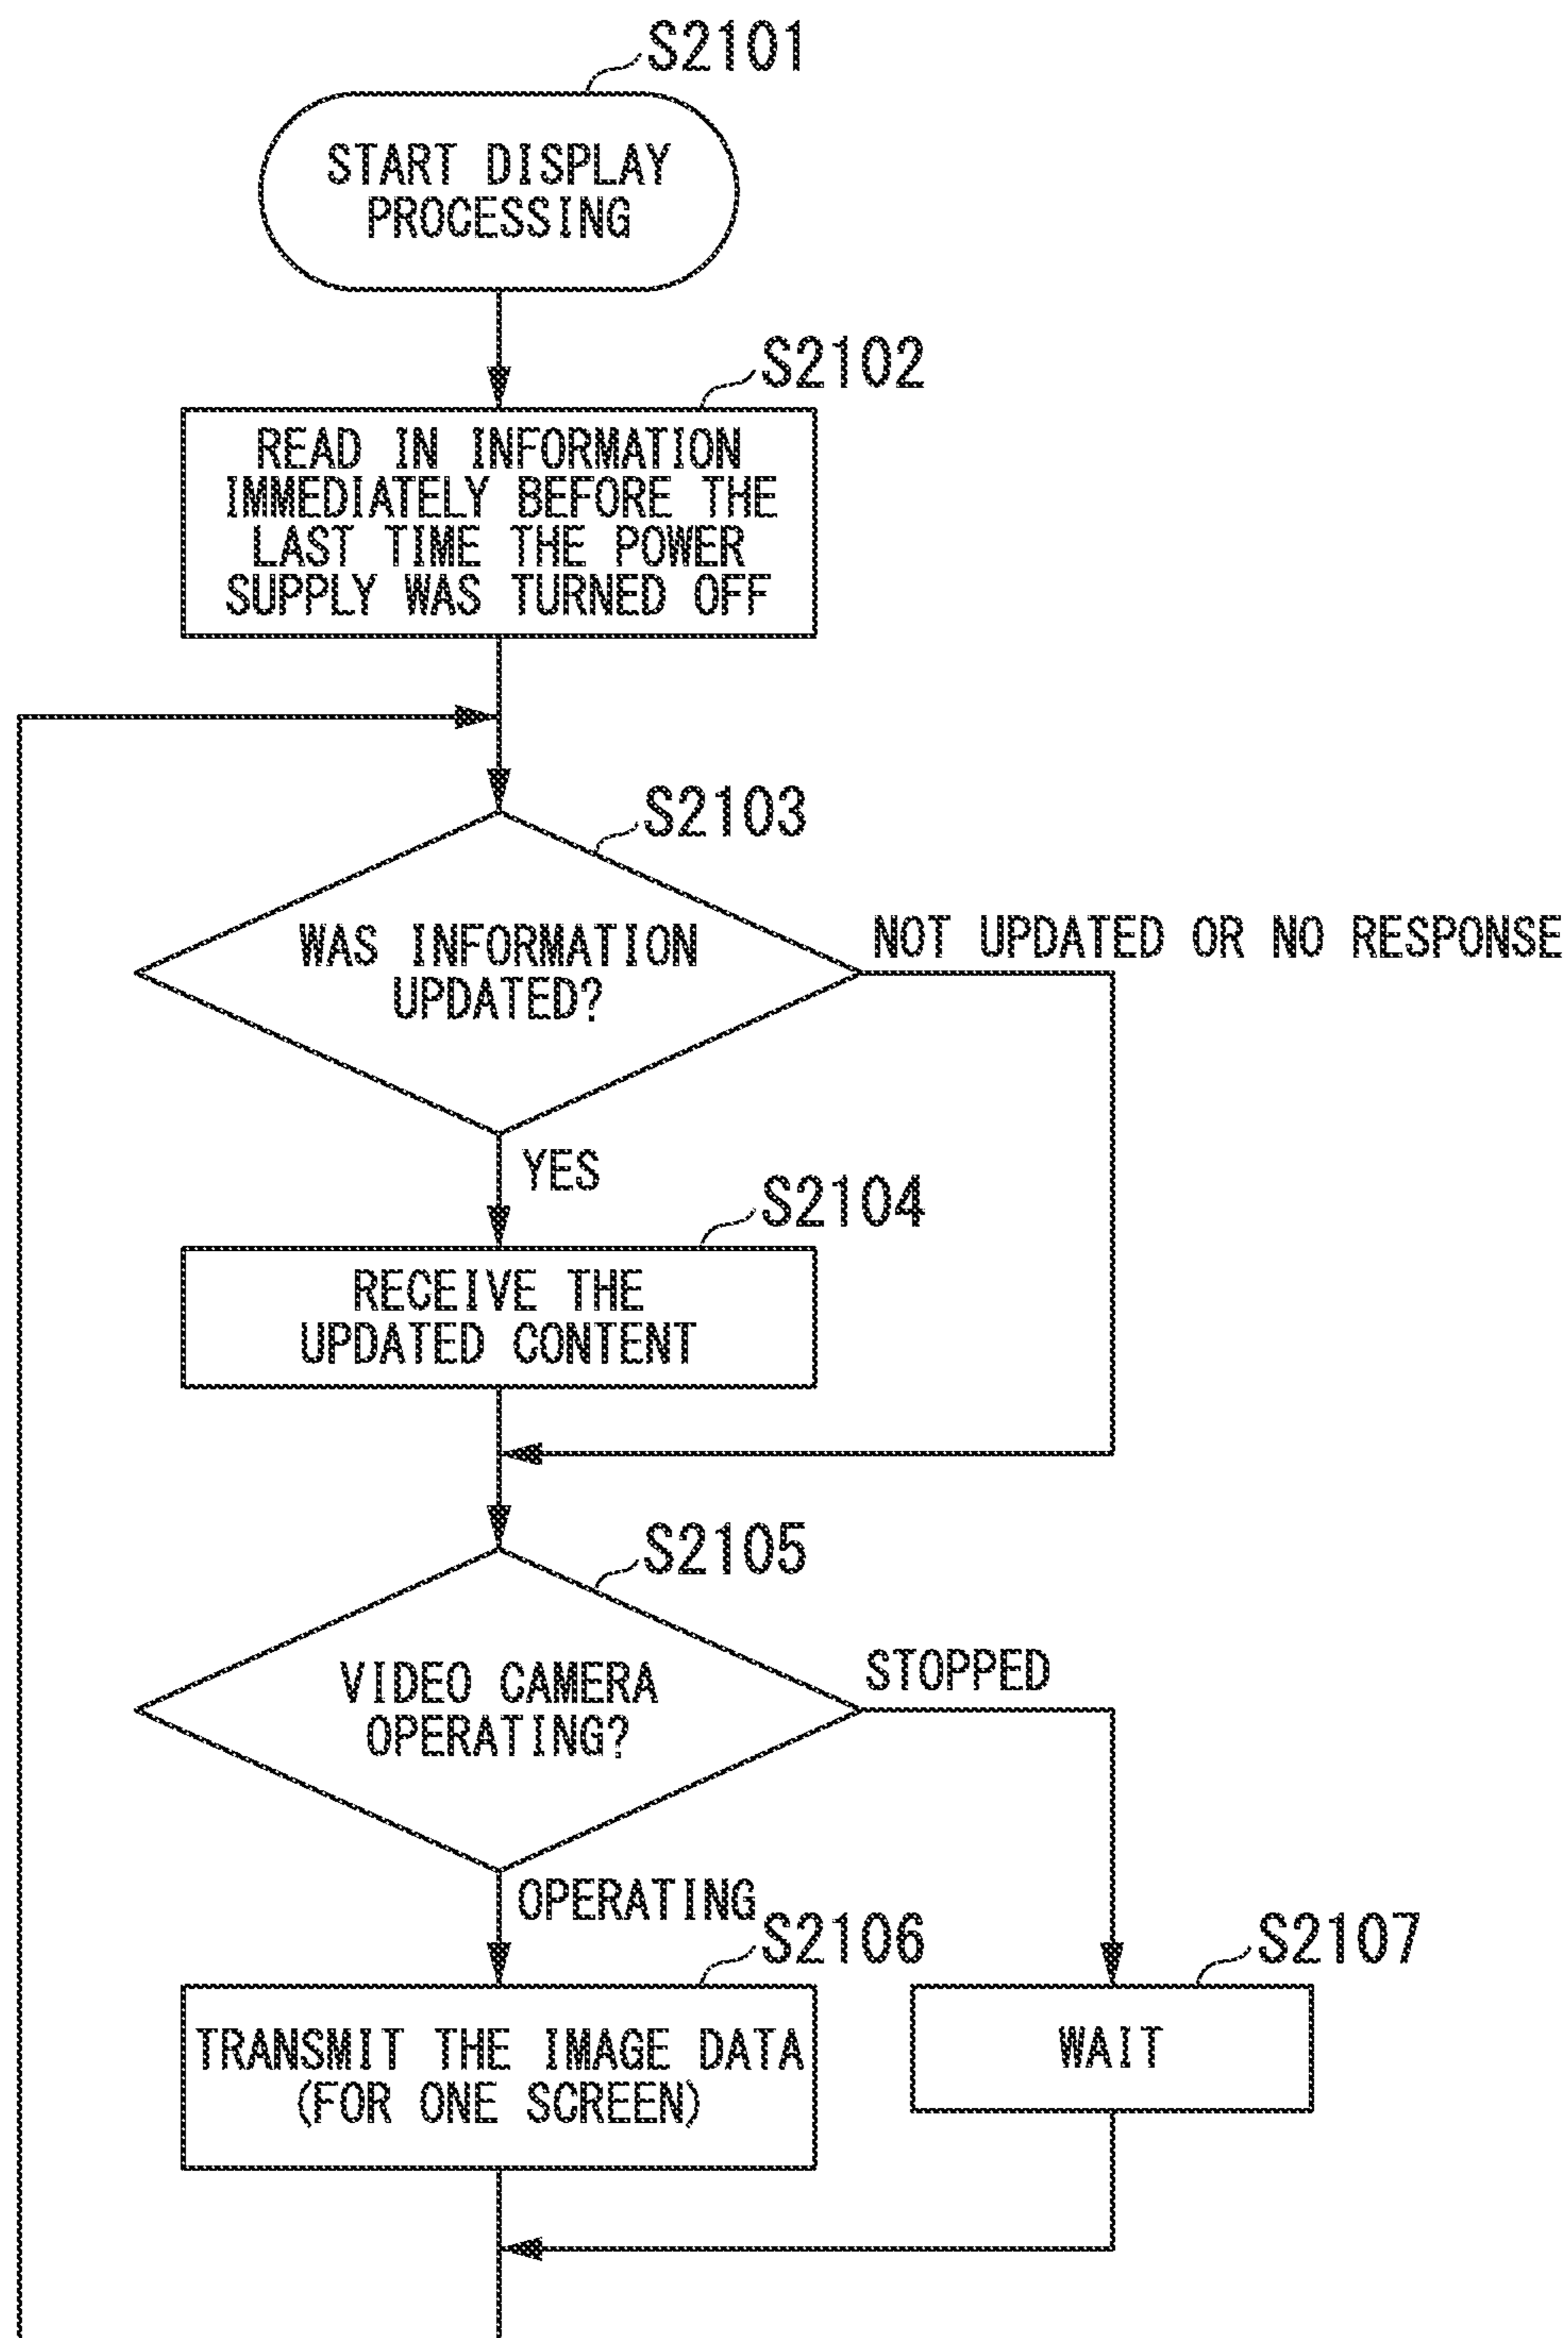 S2101
START DISPLAY
PROCESSING
S2102
READ IN INFORMATION
IMMEDIATELY BEFORE THE
LAST TIME THE POWER
SUPPLY WAS TURNED OFF
S2103
WAS INFORMATION
UPDATED?
NOT UPDATED OR NO RESPONSE
YES
S2104
RECEIVE THE
UPDATED CONTENT
S2105
VIDEO CAMERA
OPERATING?
STOPPED
OPERATING
S2106
TRANSMIT THE IMAGE DATA
(FOR ONE SCREEN)
S2107
WAIT